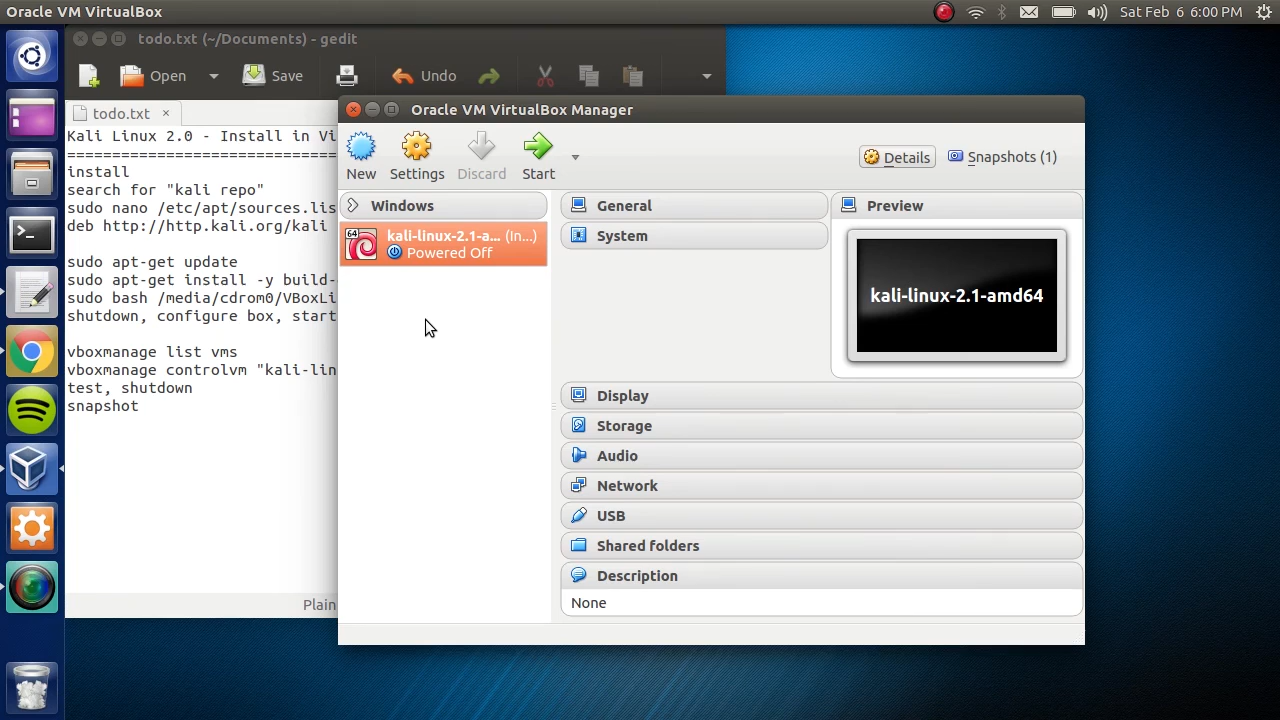 Oracle VM VirtualBox
Sat Feb 6 6:00 PM
todo.txt (~/Documents) - gedit
Open
Save
Undo
todo.txt ×
Kali Linux 2.0 - Install in Vi
==============================
install
search for "kali repo"
sudo nano /etc/apt/sources.lis
deb http://http.kali.org/kali
sudo apt-get update
sudo apt-get install -y build-
sudo bash /media/cdrom0/VBoxLi
shutdown, configure box, start
vboxmanage list vms
vboxmanage controlvm "kali-lin
test, shutdown
snapshot
Plain
Oracle VM VirtualBox Manager
New
Settings
Discard
Start
Details
Snapshots (1)
Windows
64
kali-linux-2.1-a... (In...)
Powered Off
General
System
Preview
kali-linux-2.1-amd64
Display
Storage
Audio
Network
USB
Shared folders
Description
None